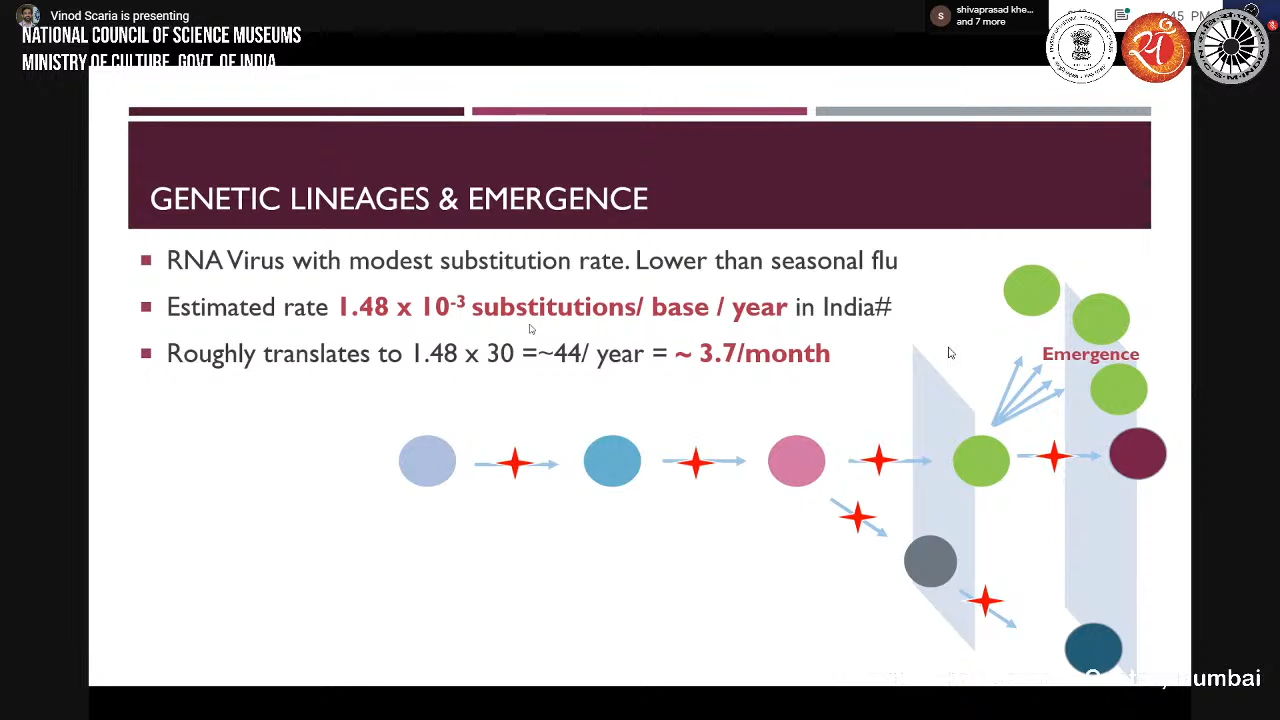 Vinod Scaria is presenting
shivaprasad khe...
and 7 more
S
45 PM
NATIONAL COUNCIL OF SCIENCE MUSEUMS
MINISTRY OF CULTURE, GOVT. OF INDIA
GENETIC LINEAGES & EMERGENCE
RNA Virus with modest substitution rate. Lower than seasonal flu
Estimated rate 1.48 x 10-3 substitutions/ base / year in India#
Roughly translates to 1.48 x 30 =~44/ year = ~ 3.7/month
Emergence
Mumbai